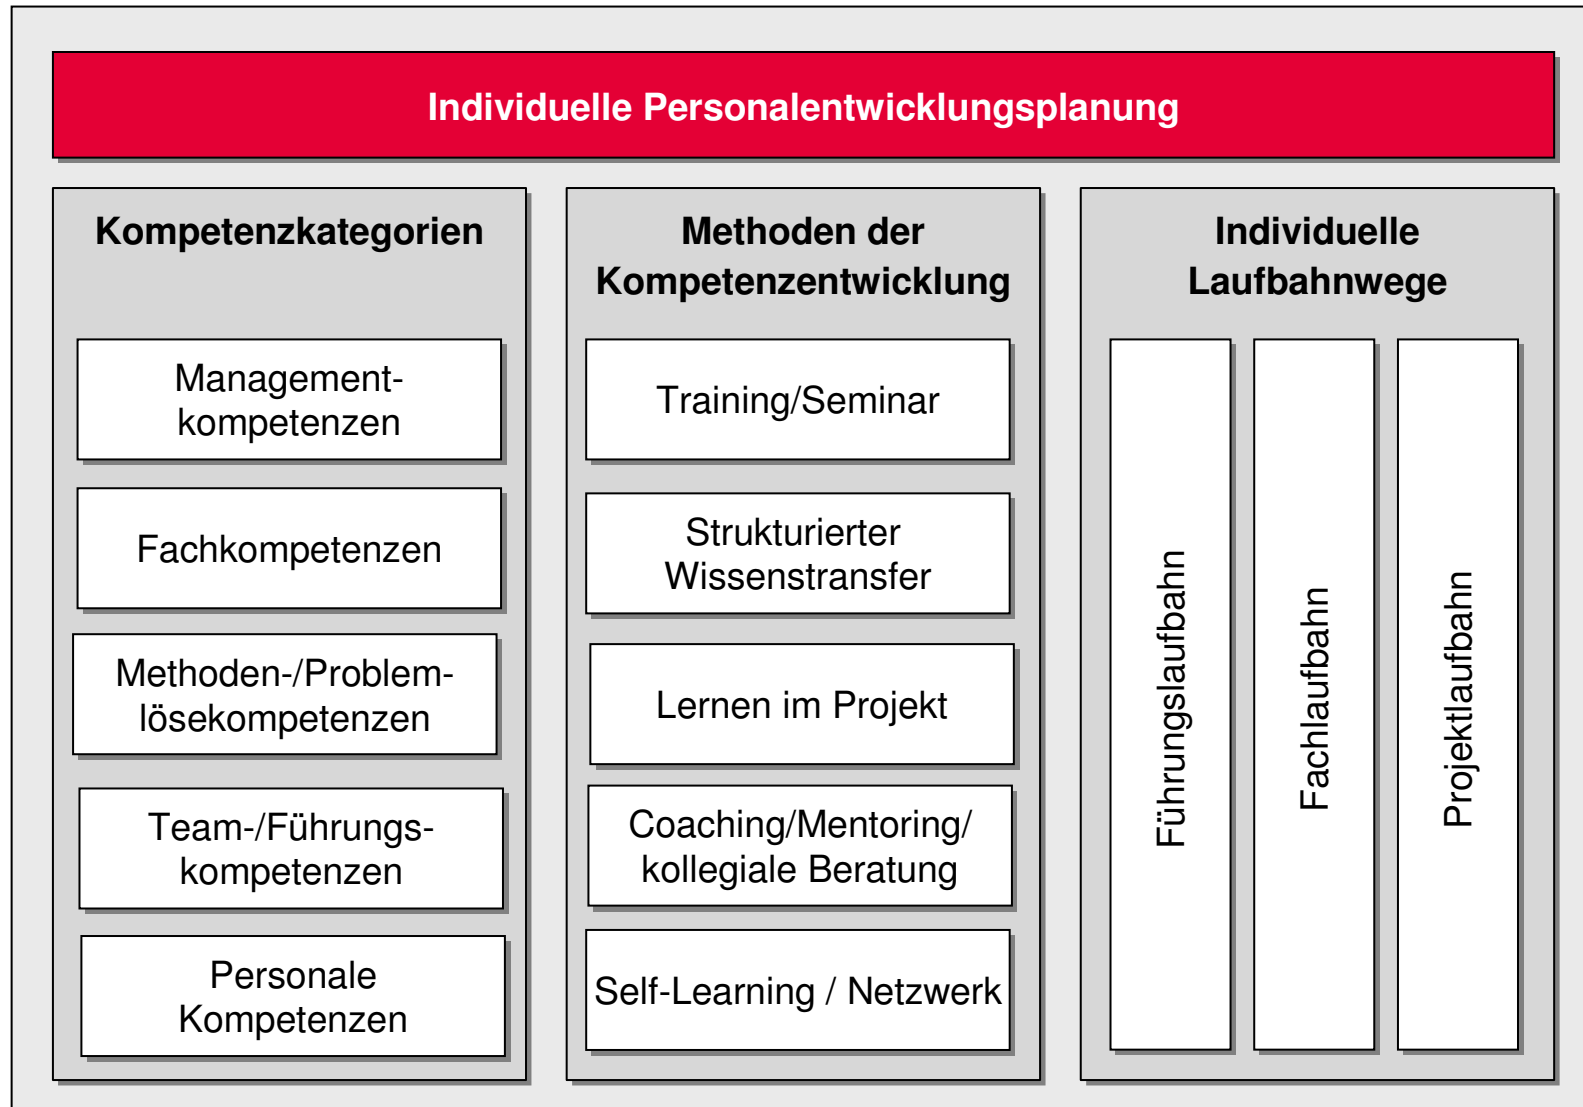 Individuelle Personalentwicklungsplanung
Kompetenzkategorien
Management-
kompetenzen
Fachkompetenzen
Methoden-/Problem-
lösekompetenzen
Team-/Führungs-
kompetenzen
Personale
Kompetenzen
Methoden der
Kompetenzentwicklung
Training/Seminar
Strukturierter
Wissenstransfer
Lernen im Projekt
Coaching/Mentoring/
kollegiale Beratung
Self-Learning / Netzwerk
Individuelle
Laufbahnwege
Führungslaufbahn
Fachlaufbahn
Projektlaufbahn